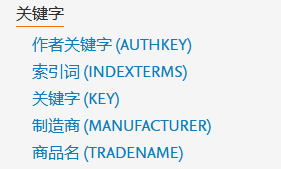 关键字
作者关键字 (AUTHKEY)
索引词 (INDEXTERMS)
关键字 (KEY)
制造商 (MANUFACTURER)
商品名 (TRADENAME)